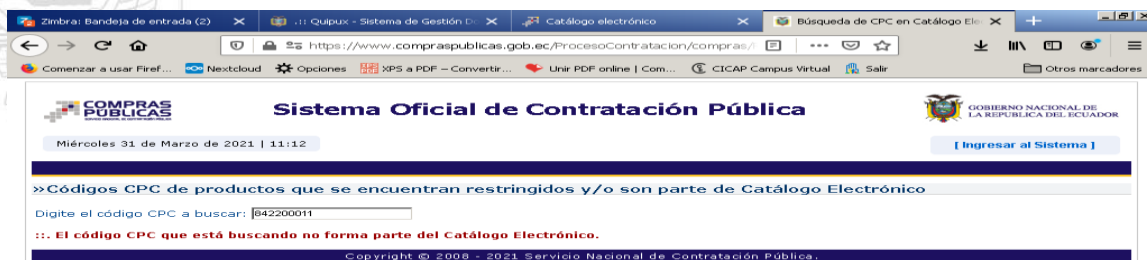 Zimbra: Bandeja de entrada (2)
.:: Quipux - Sistema de Gestión D
Catálogo electrónico
Búsqueda de CPC en Catálogo Ele
https://www.compraspublicas.gob.ec/ProcesoContratacion/compras/
Comenzar a usar Firef... Nextcloud Opciones XPS a PDF – Convertir... Unir PDF online | Com... CICAP Campus Virtual Salir Otros marcadores
COMPRAS
PÚBLICAS
Sistema Oficial de Contratación Pública
GOBIERNO NACIONAL DE
LA REPUBLICA DEL ECUADOR
Miércoles 31 de Marzo de 2021 | 11:12
[ Ingresar al Sistema ]
»Códigos CPC de productos que se encuentran restringidos y/o son parte de Catálogo Electrónico
Digite el código CPC a buscar: 842200011
::. El código CPC que está buscando no forma parte del Catálogo Electrónico.
Copyright © 2008 - 2021 Servicio Nacional de Contratación Pública.